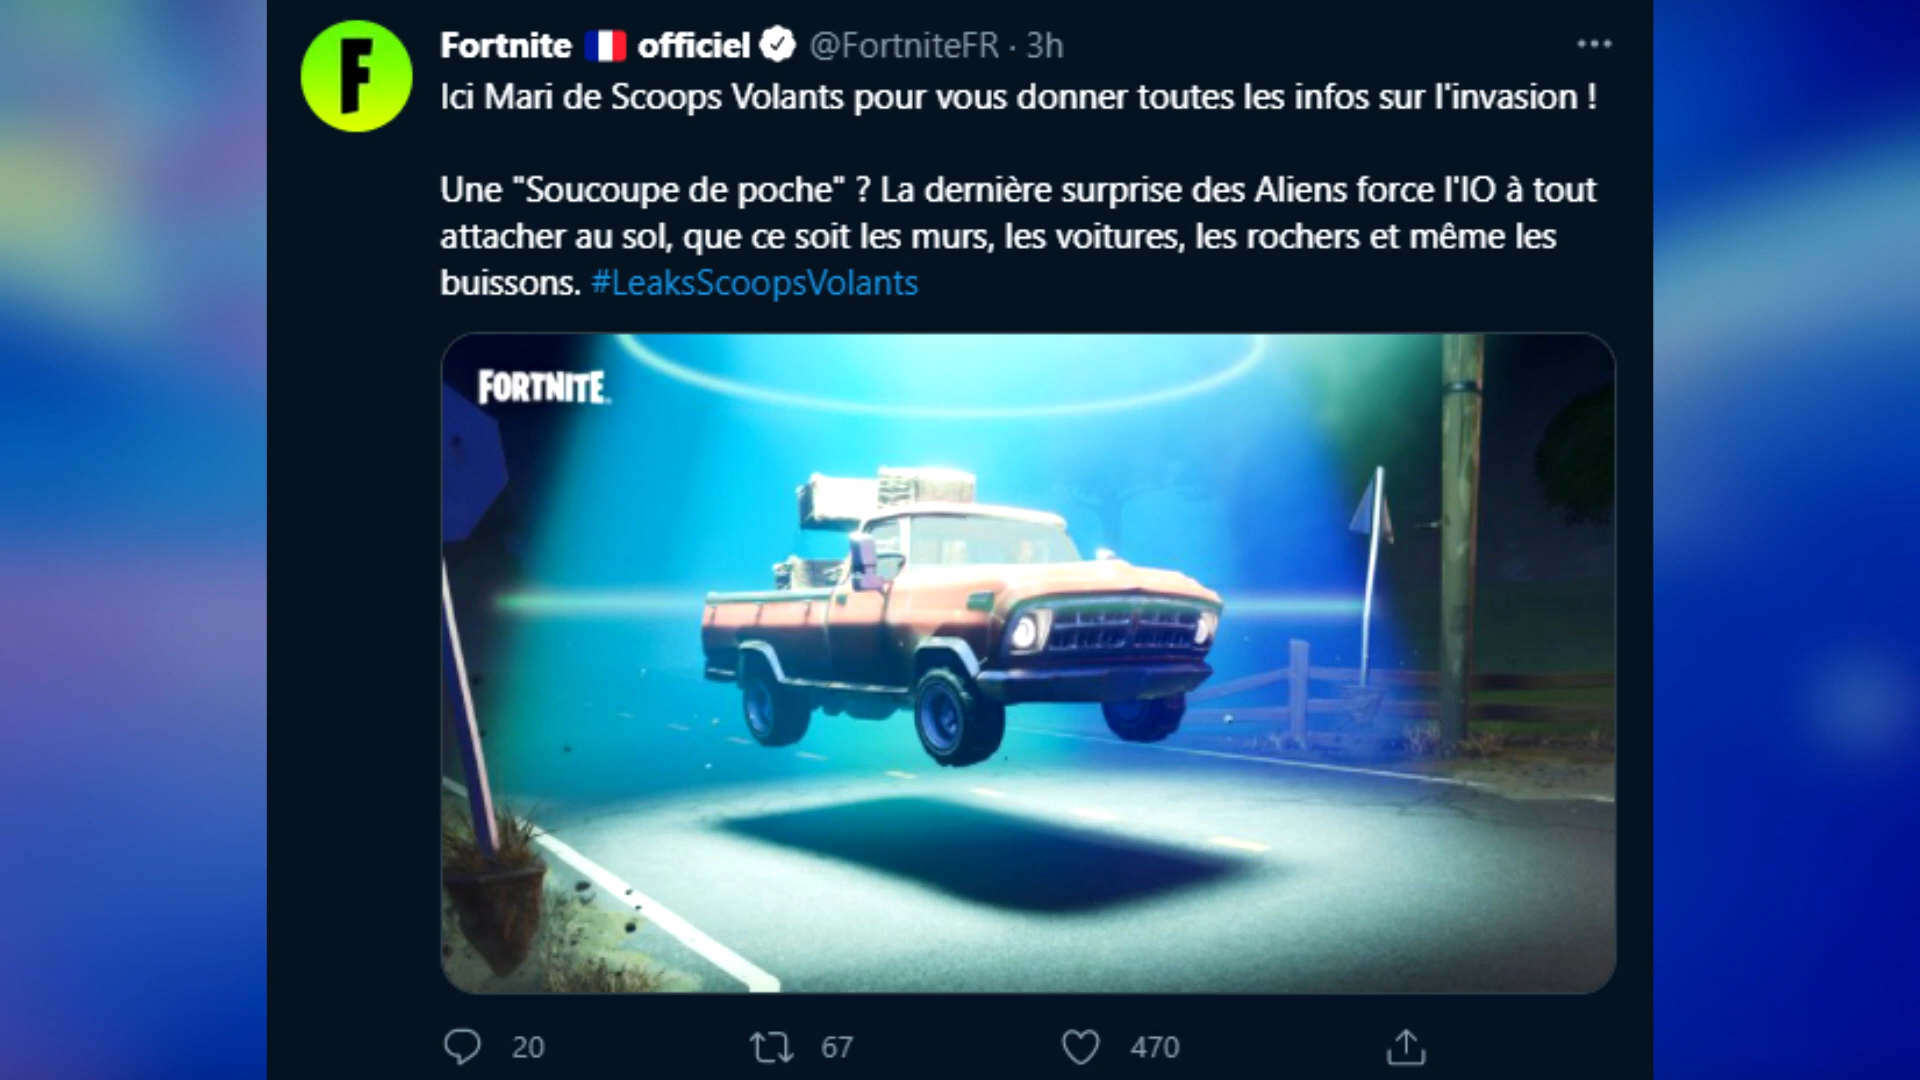 Fortnite 🇫🇷 officiel @FortniteFR · 3h
Ici Mari de Scoops Volants pour vous donner toutes les infos sur l'invasion !
Une "Soucoupe de poche" ? La dernière surprise des Aliens force l'IO à tout
attacher au sol, que ce soit les murs, les voitures, les rochers et même les
buissons. #LeaksScoopsVolants
FORTNITE
20 67 470